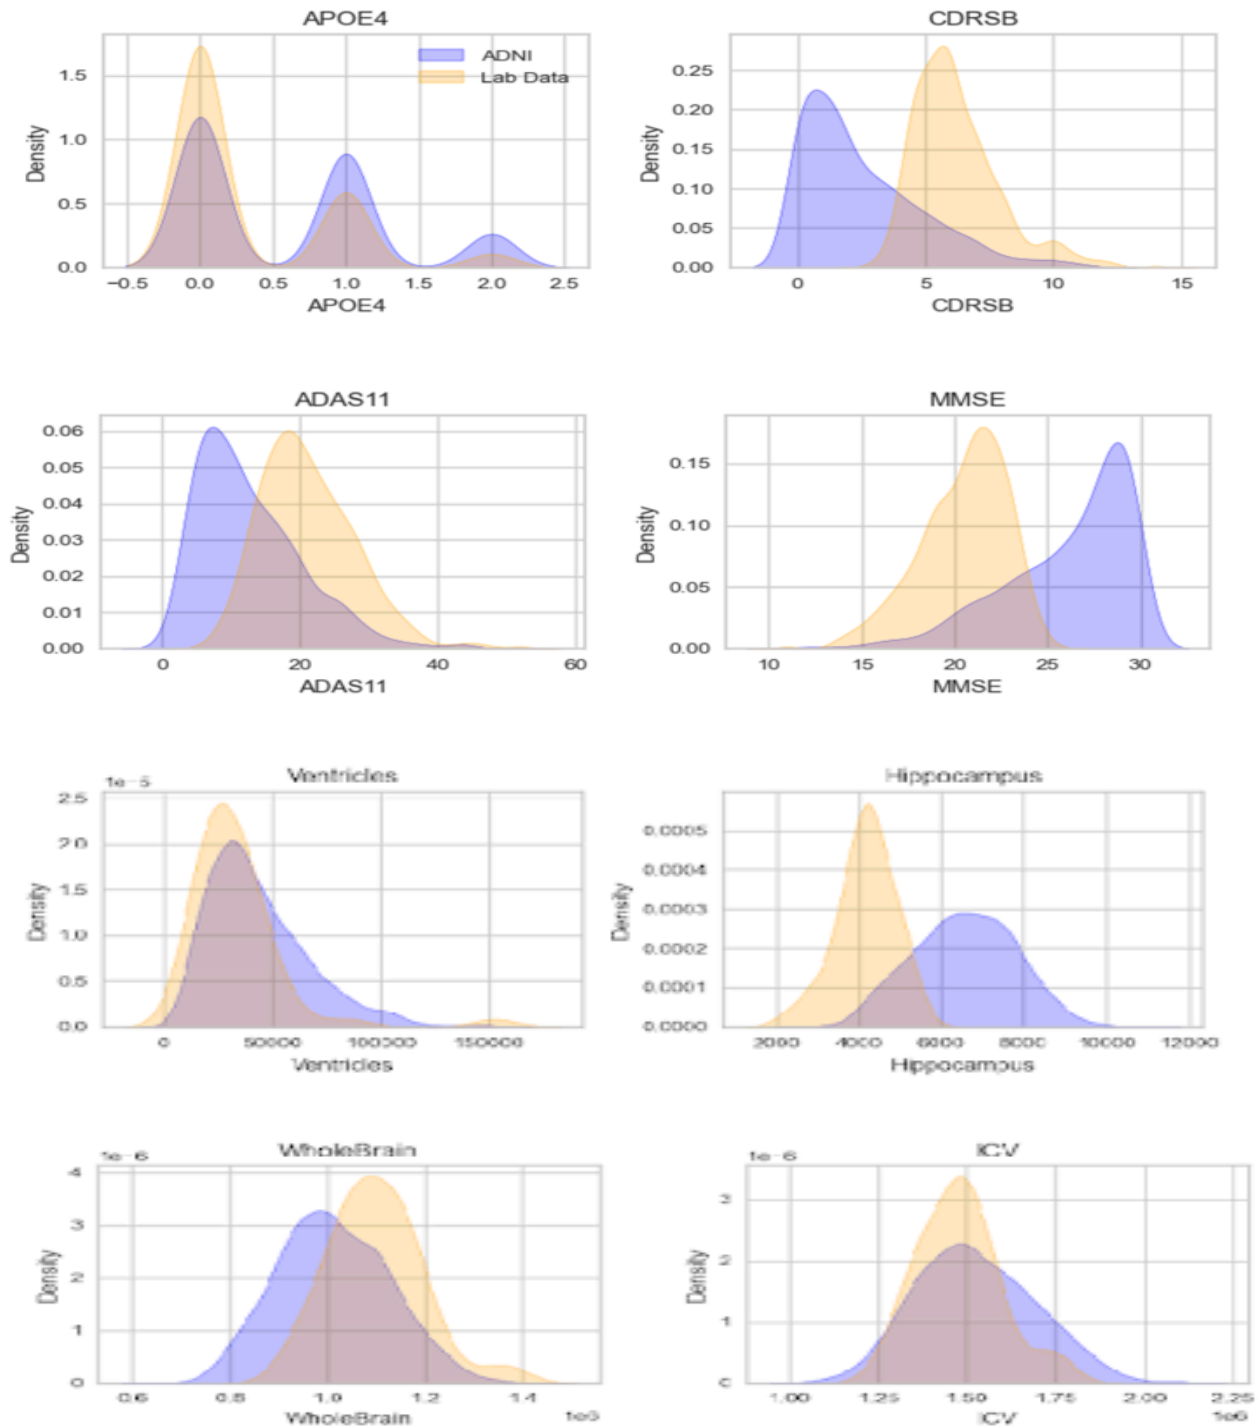 APOE4 CDRSB
ADNI
Lab Data
1.5
1.0
0.5
0.0
Density
−0.5 0.0 0.5 1.0 1.5 2.0 2.5
APOE4
0.25
0.20
0.15
0.10
0.05
0.00
Density
0 5 10 15
CDRSB
ADAS11 MMSE
0.06
0.05
0.04
0.03
0.02
0.01
0.00
Density
0 20 40 60
ADAS11
0.15
0.10
0.05
0.00
Density
10 15 20 25 30
MMSE
Ventricles Hippocampus
1e−5
2.5
2.0
1.5
1.0
0.5
0.0
Density
0 50000 100000 150000
Ventricles
0.0005
0.0004
0.0003
0.0002
0.0001
0.0000
Density
2000 4000 6000 8000 10000 12000
Hippocampus
WholeBrain ICV
1e−6
4
3
2
1
0
Density
0.6 0.8 1.0 1.2 1.4
WholeBrain
1e−6
3
2
1
0
Density
1.00 1.25 1.50 1.75 2.00 2.25
1e6
ICV